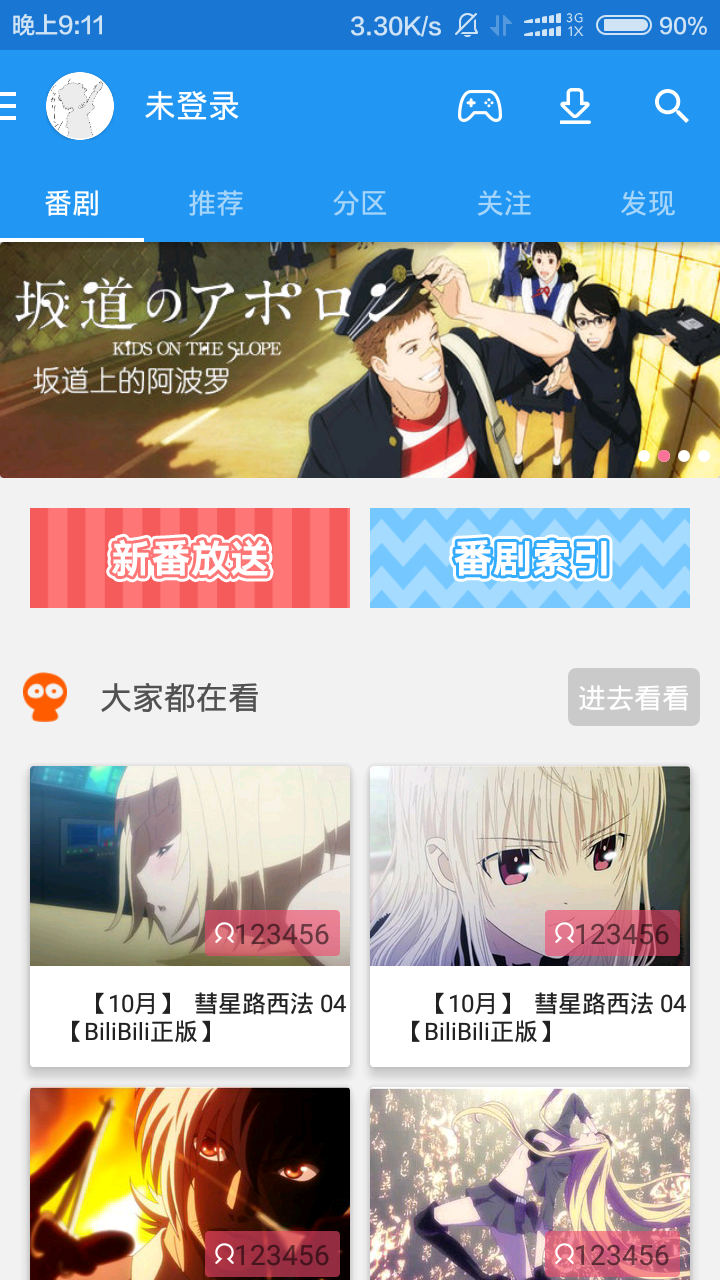 晚上9:11
3.30K/s
3G
1X
90%
未登录
番剧
推荐
分区
关注
发现
坂道のアポロン
KIDS ON THE SLOPE
坂道上的阿波罗
新番放送
番剧索引
大家都在看
进去看看
123456
123456
【10月】 彗星路西法 04
【BiliBili正版】
【10月】 彗星路西法 04
【BiliBili正版】
123456
123456